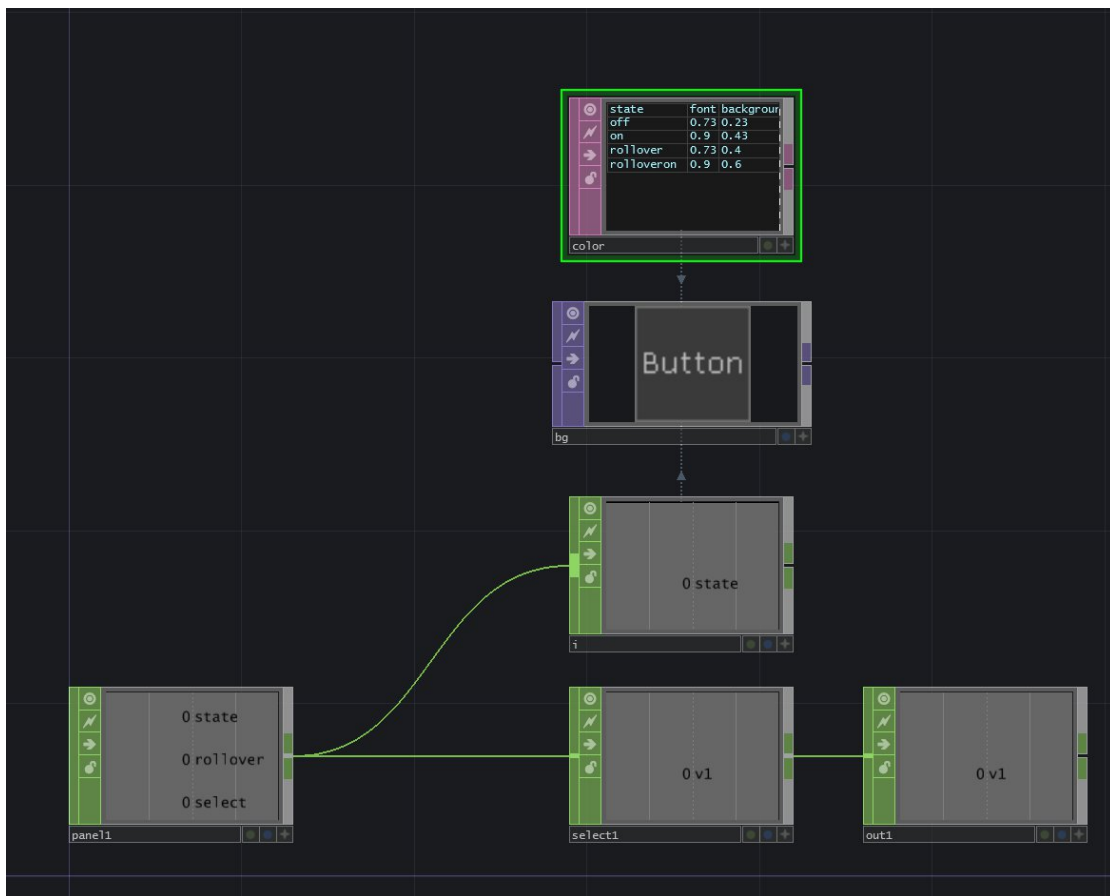 state font backgroun
off 0.73 0.23
on 0.9 0.43
rollover 0.73 0.4
rolloveron 0.9 0.6
color
Button
bg
0 state
i
0 state
0 rollover
0 select
panel1
0 v1
select1
0 v1
out1